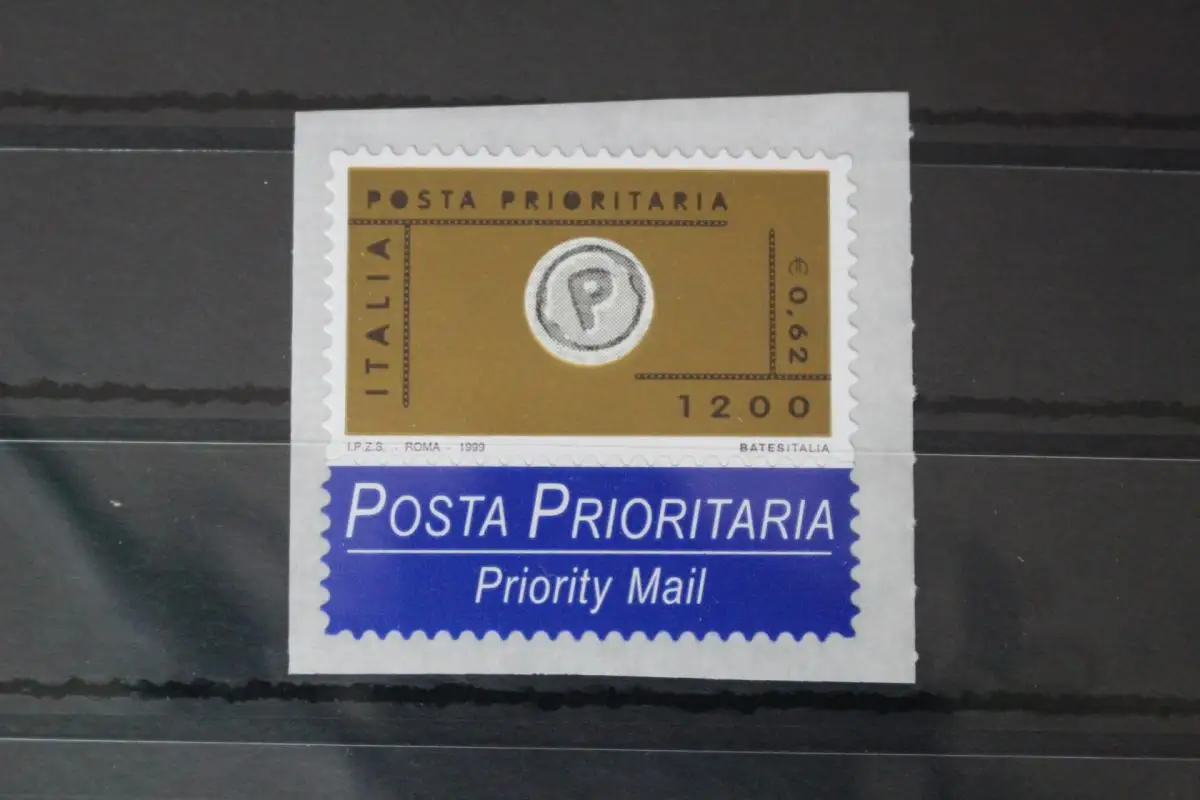 POSTA PRIORITARIA
ITALIA
P
€ 0,62
1200
I.P.Z.S. - ROMA - 1999
BATESITALIA
POSTA PRIORITARIA
Priority Mail